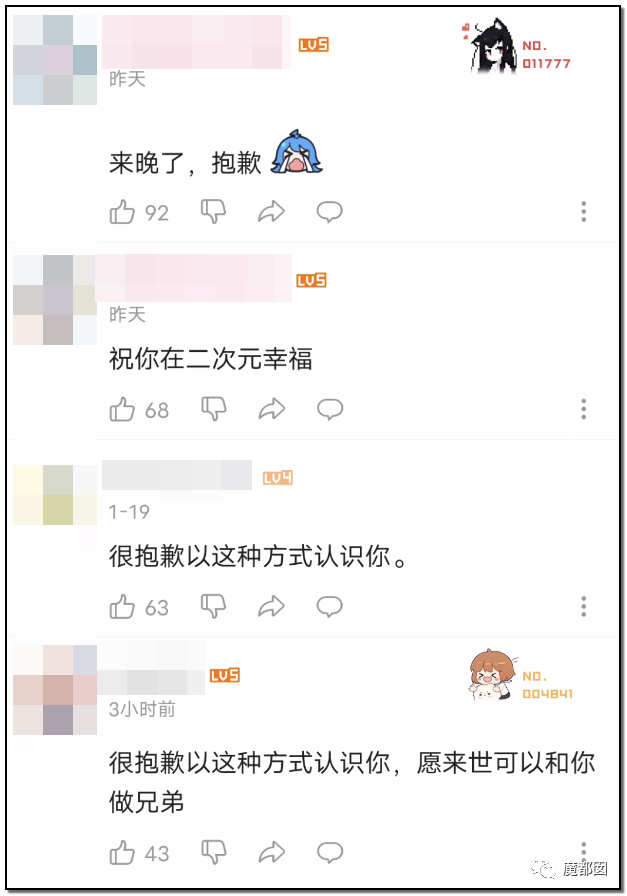 LV5
NO.
011777
昨天
来晚了，抱歉
92
LV5
昨天
祝你在二次元幸福
68
LV4
1-19
很抱歉以这种方式认识你。
63
LV5
NO.
004841
3小时前
很抱歉以这种方式认识你，愿来世可以和你
做兄弟
43
魔都囡